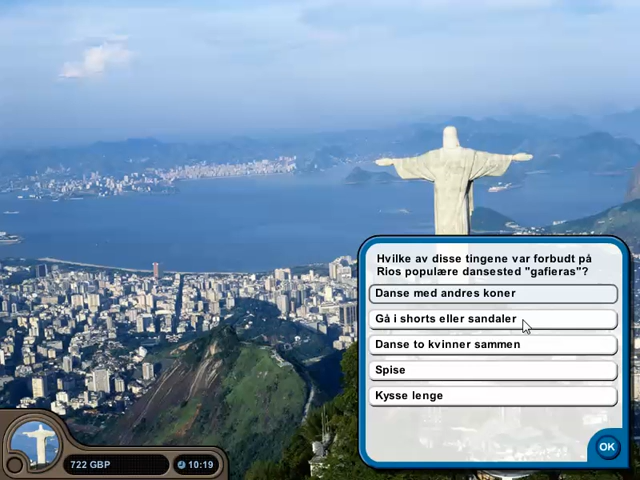 Hvilke av disse tingene var forbudt på
Rios populære dansested "gafieras"?
Danse med andres koner
Gå i shorts eller sandaler
Danse to kvinner sammen
Spise
Kysse lenge
OK
722 GBP
10:19